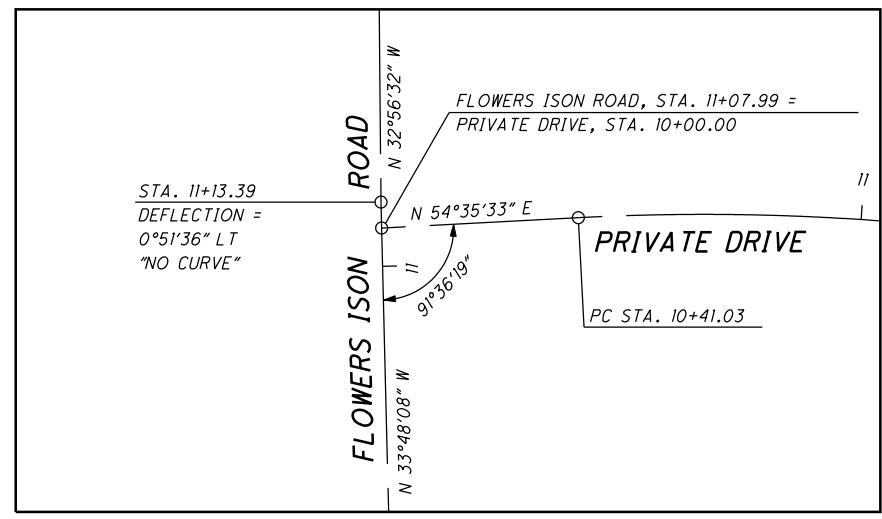 N 32°56'32" W
FLOWERS ISON ROAD, STA. 11+07.99 =
PRIVATE DRIVE, STA. 10+00.00
ROAD
STA. 11+13.39
DEFLECTION =
0°51'36" LT
"NO CURVE"
11
N 54°35'33" E
PRIVATE DRIVE
11
91°36'19"
PC STA. 10+41.03
FLOWERS ISON
N 33°48'08" W